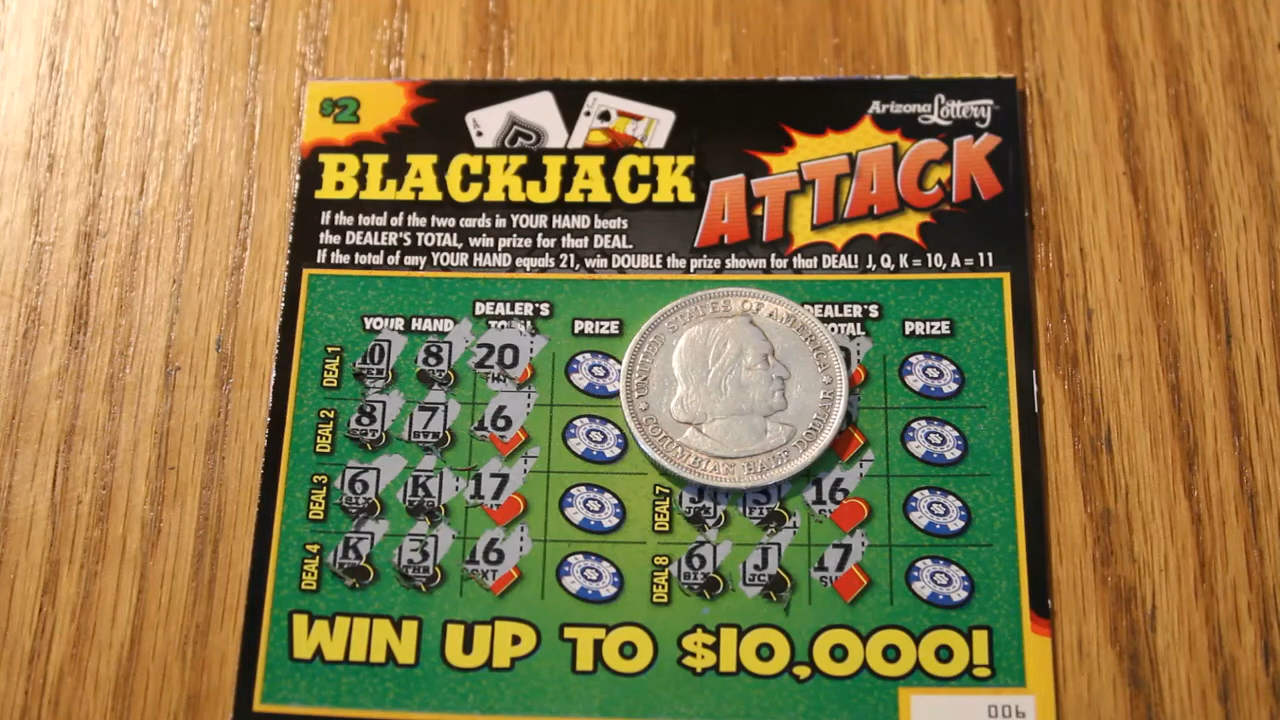 $2
Arizona Lottery™
BLACKJACK ATTACK
If the total of the two cards in YOUR HAND beats
the DEALER'S TOTAL, win prize for that DEAL.
If the total of any YOUR HAND equals 21, win DOUBLE the prize shown for that DEAL! J, Q, K = 10, A = 11
YOUR HAND DEALER'S TOTAL PRIZE
DEALER'S TOTAL PRIZE
DEAL 1 10 8 20
DEAL 2 8 7 16
DEAL 3 6 K 17
DEAL 4 K 3 16
DEAL 7 J 5 16
DEAL 8 6 J 17
UNITED STATES OF AMERICA
COLUMBIAN HALF DOLLAR
WIN UP TO $10,000!
006